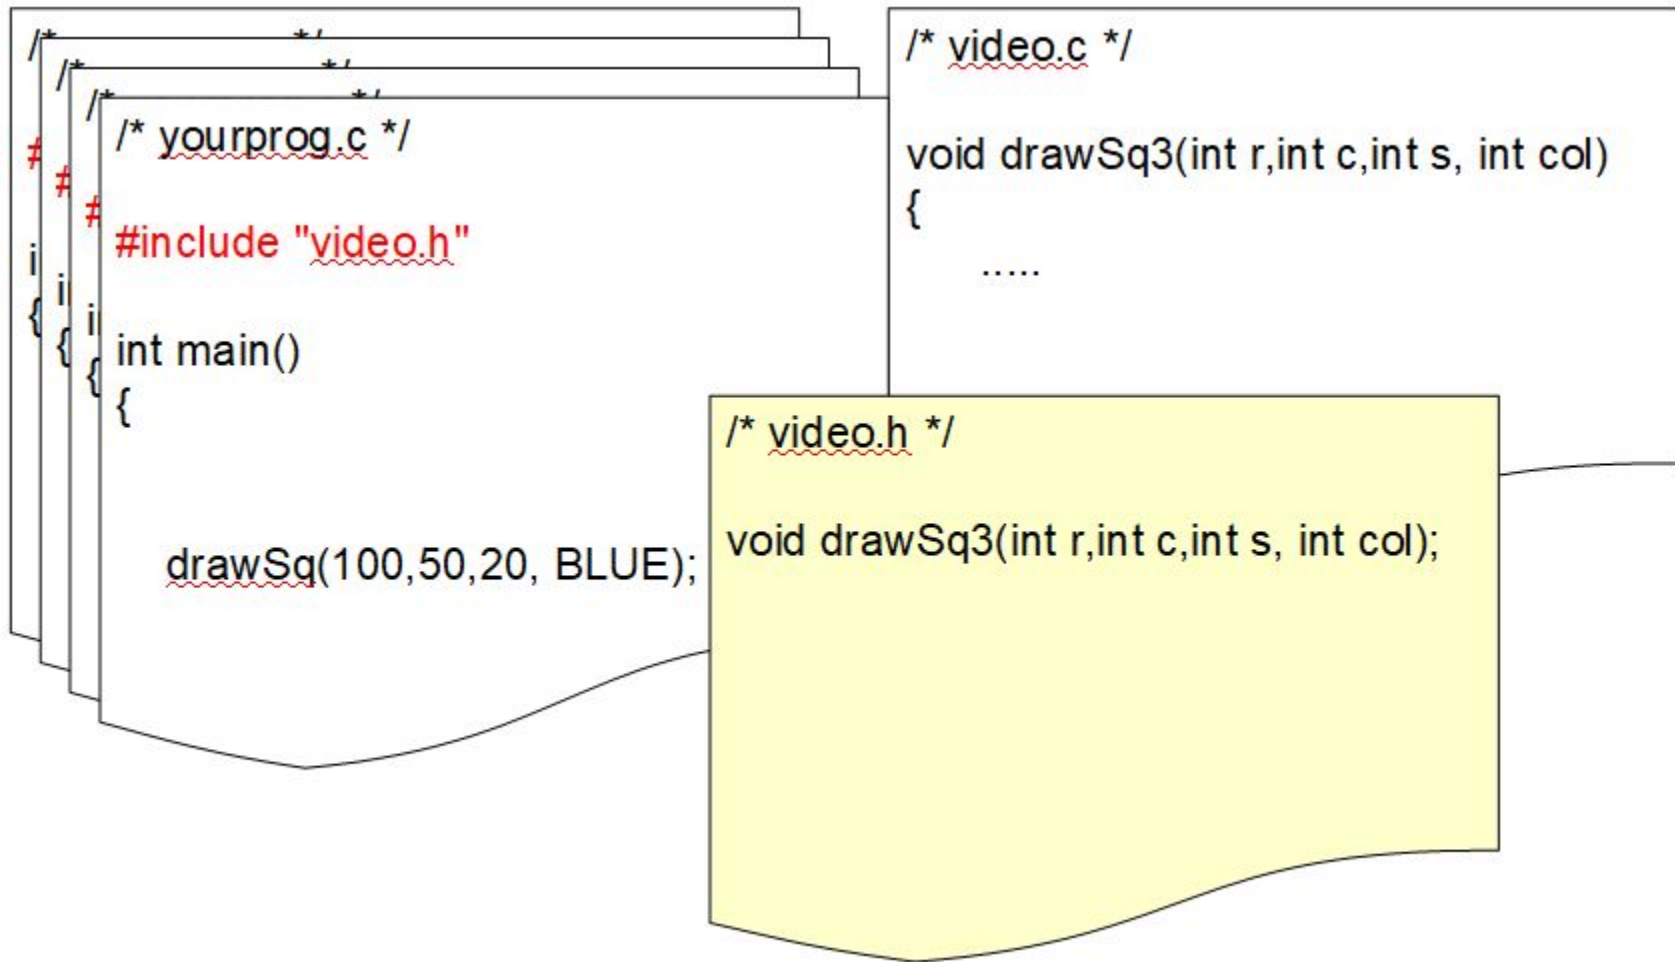 /* */
/* */
/* */
#
#
#
i
{
i
{
i
{
/* yourprog.c */
#include "video.h"
int main()
{
drawSq(100,50,20, BLUE);
/* video.c */
void drawSq3(int r,int c,int s, int col)
{
.....
/* video.h */
void drawSq3(int r,int c,int s, int col);